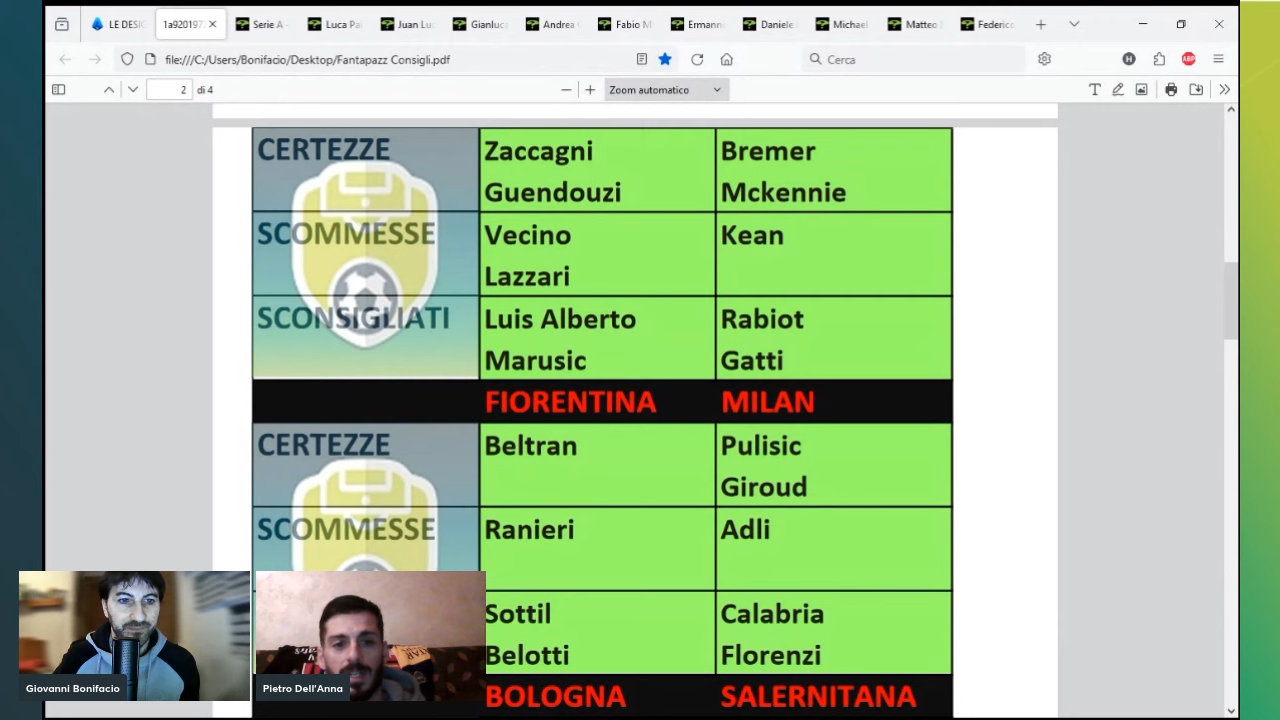 LE DESI
1a920197
Serie A -
Luca Pa
Juan Lu
Gianluca
Andrea
Fabio M
Ermanno
Daniele
Michael
Matteo
Federico
file:///C:/Users/Bonifacio/Desktop/Fantapazz Consigli.pdf
Cerca
2 di 4
Zoom automatico
CERTEZZE
Zaccagni
Guendouzi
Bremer
Mckennie
SCOMMESSE
Vecino
Lazzari
Kean
SCONSIGLIATI
Luis Alberto
Marusic
Rabiot
Gatti
FIORENTINA MILAN
CERTEZZE
Beltran
Pulisic
Giroud
SCOMMESSE
Ranieri
Adli
Sottil
Belotti
Calabria
Florenzi
BOLOGNA SALERNITANA
Giovanni Bonifacio
Pietro Dell'Anna